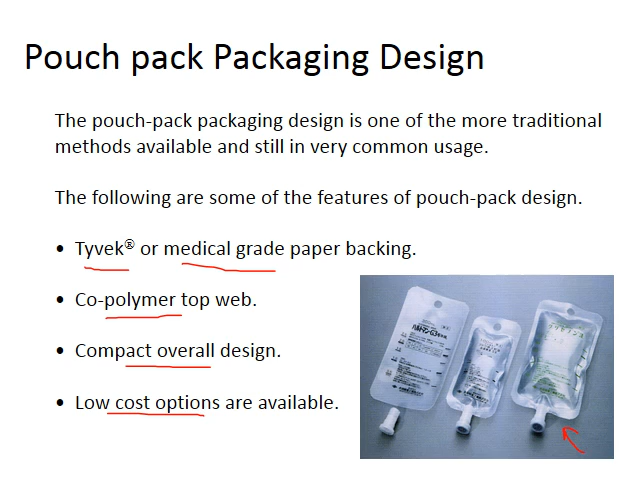 Pouch pack Packaging Design
The pouch-pack packaging design is one of the more traditional
methods available and still in very common usage.
The following are some of the features of pouch-pack design.
• Tyvek® or medical grade paper backing.
• Co-polymer top web.
• Compact overall design.
• Low cost options are available.